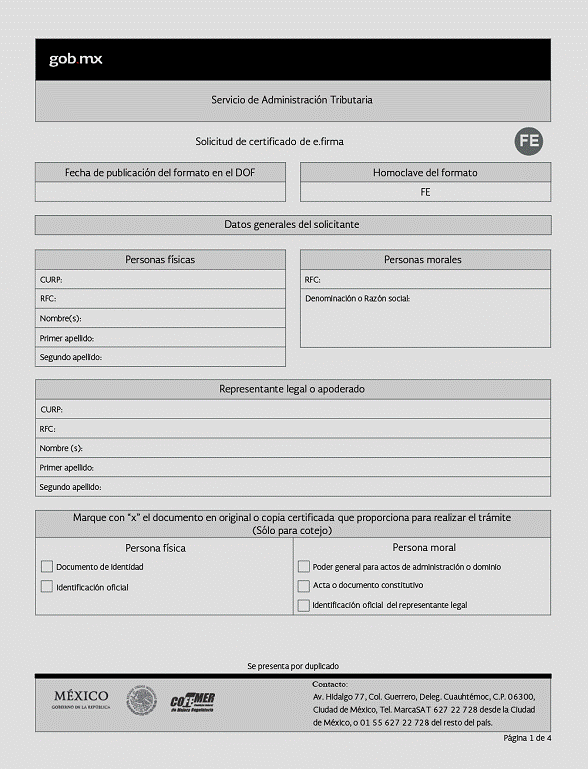 gob.mx
Servicio de Administración Tributaria
Solicitud de certificado de e.firma
FE
Fecha de publicación del formato en el DOF
Homoclave del formato
FE
Datos generales del solicitante
Personas físicas
CURP:
RFC:
Nombre(s):
Primer apellido:
Segundo apellido:
Personas morales
RFC:
Denominación o Razón social:
Representante legal o apoderado
CURP:
RFC:
Nombre (s):
Primer apellido:
Segundo apellido:
Marque con “x” el documento en original o copia certificada que proporciona para realizar el trámite
(Sólo para cotejo)
Persona física
Documento de identidad
Identificación oficial
Persona moral
Poder general para actos de administración o dominio
Acta o documento constitutivo
Identificación oficial del representante legal
Se presenta por duplicado
MÉXICO
GOBIERNO DE LA REPÚBLICA
COFEMER
de Mejora Regulatoria
Contacto:
Av. Hidalgo 77, Col. Guerrero, Deleg. Cuauhtémoc, C.P. 06300,
Ciudad de México, Tel. MarcaSAT 627 22 728 desde la Ciudad
de México, o 01 55 627 22 728 del resto del país.
Página 1 de 4